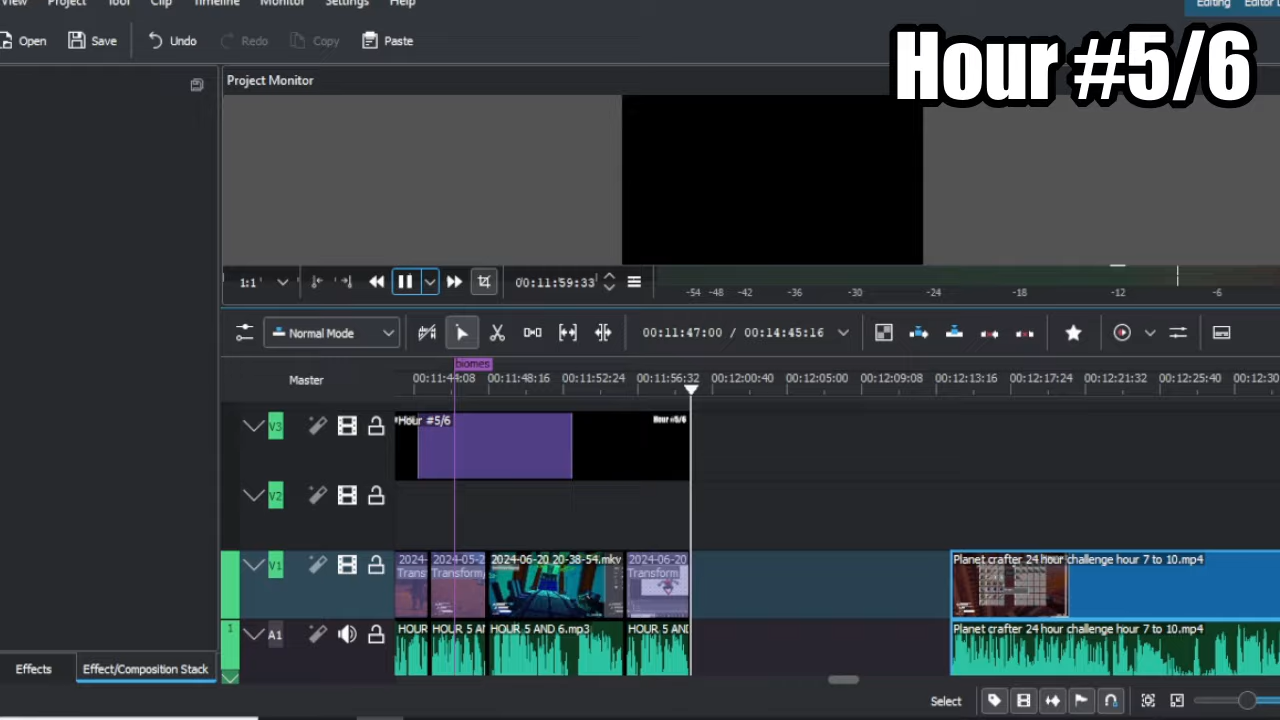 View Project Tool Clip Timeline Monitor Settings Help
Editing
Open Save Undo Redo Copy Paste
Hour #5/6
Project Monitor
1:1
00:11:59:33
-54 -48 -42 -36 -30 -24 -18 -12 -6
Normal Mode
00:11:47:00 / 00:14:45:16
biomes
Master
00:11:44:08 00:11:48:16 00:11:52:24 00:11:56:32 00:12:00:40 00:12:05:00 00:12:09:08 00:12:13:16 00:12:17:24 00:12:21:32 00:12:25:40 00:12:30
V3
Hour #5/6
Hour #5/6
V2
V1
2024- 2024-05-2 2024-06-20 20-38-54.mkv 2024-06-20
Trans Transform, Transform
Planet crafter 24 hour challenge hour 7 to 10.mp4
1 A1
HOUR HOUR 5 AN HOUR 5 AND 6.mp3 HOUR 5 AND
Planet crafter 24 hour challenge hour 7 to 10.mp4
Effects Effect/Composition Stack
Select